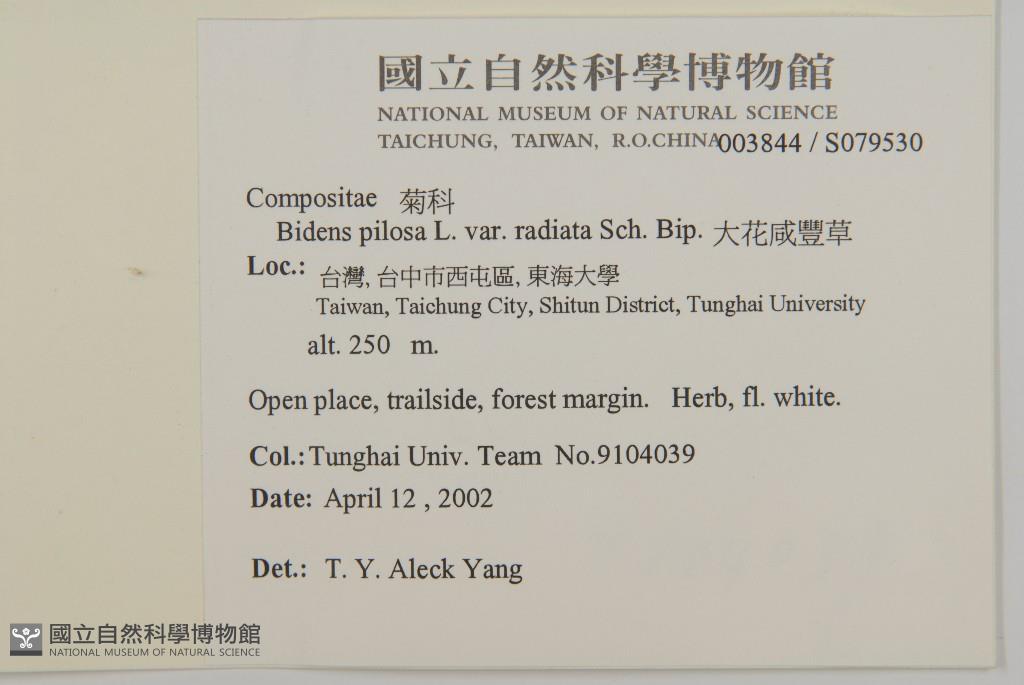 國立自然科學博物館
NATIONAL MUSEUM OF NATURAL SCIENCE
TAICHUNG, TAIWAN, R.O.CHINA 003844 / S079530
Compositae 菊科
Bidens pilosa L. var. radiata Sch. Bip. 大花咸豐草
Loc.: 台灣, 台中市西屯區, 東海大學
Taiwan, Taichung City, Shitun District, Tunghai University
alt. 250 m.
Open place, trailside, forest margin. Herb, fl. white.
Col.: Tunghai Univ. Team No.9104039
Date: April 12 , 2002
Det.: T. Y. Aleck Yang
國立自然科學博物館
NATIONAL MUSEUM OF NATURAL SCIENCE